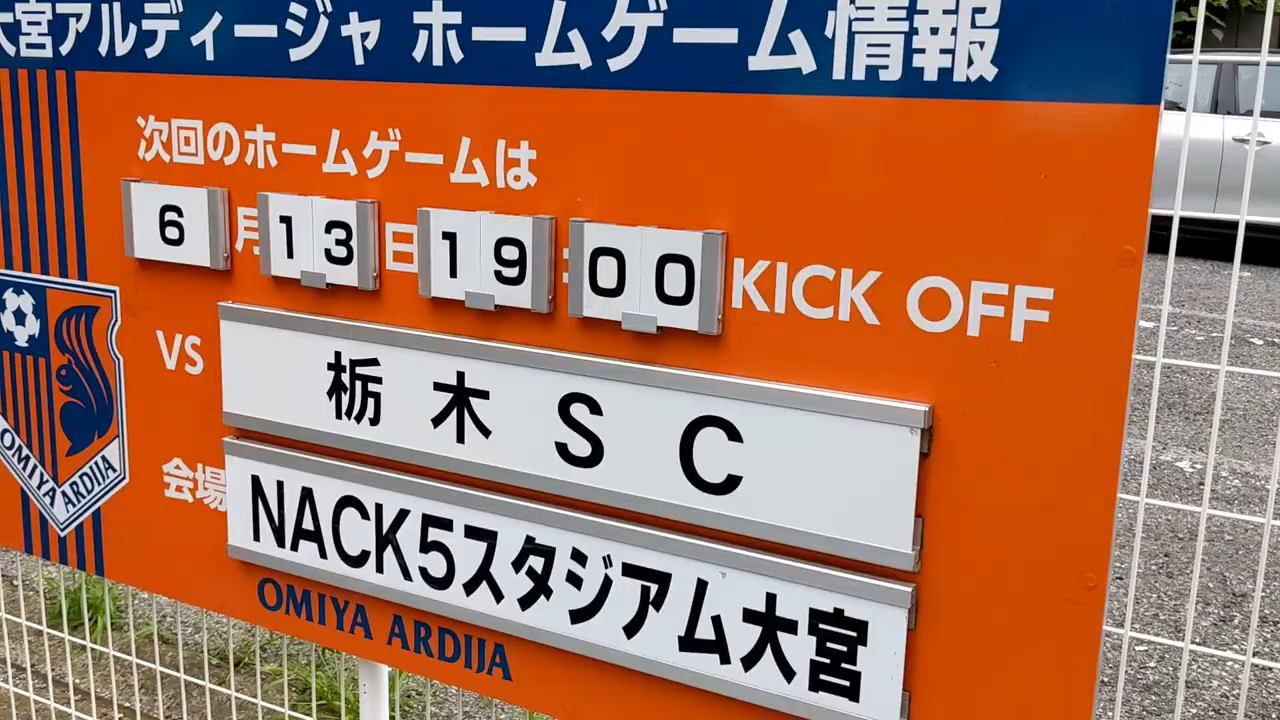 大宮アルディージャ ホームゲーム情報
次回のホームゲームは
6月13日19:00 KICK OFF
VS 栃木SC
会場 NACK5スタジアム大宮
OMIYA ARDIJA
OMIYA ARDIJA